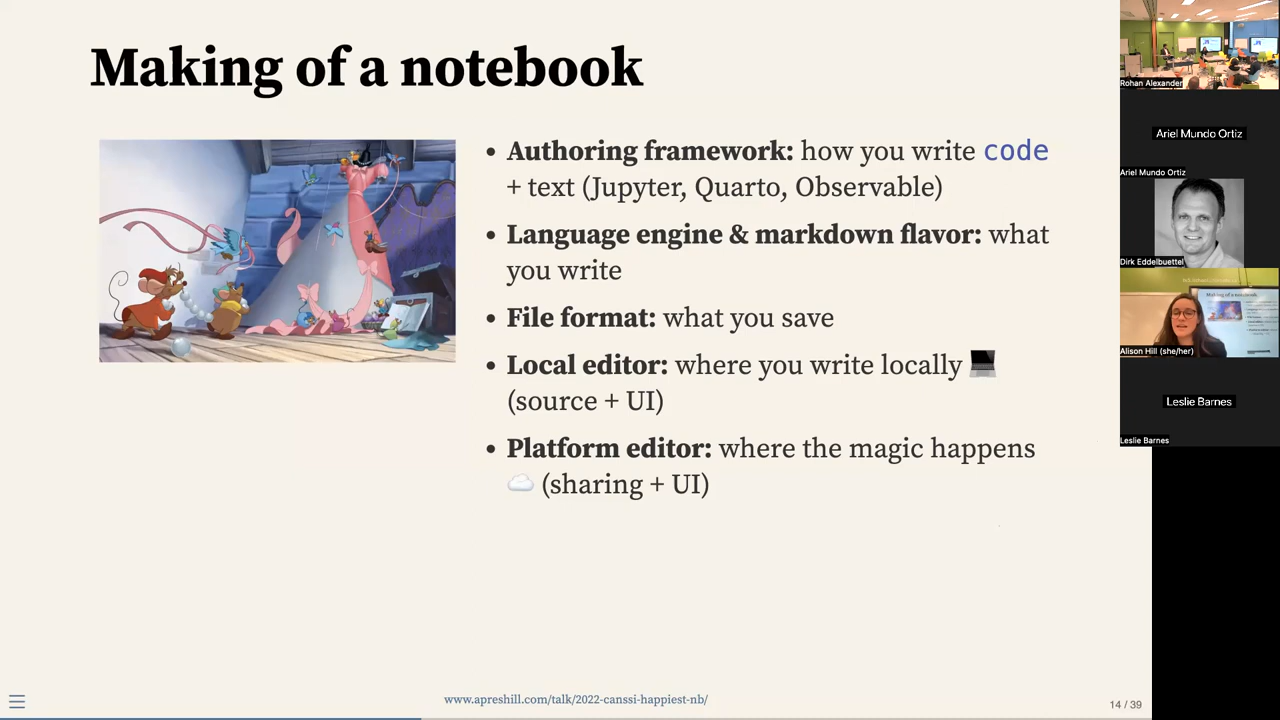 Making of a notebook
• Authoring framework: how you write code
+ text (Jupyter, Quarto, Observable)
• Language engine & markdown flavor: what
you write
• File format: what you save
• Local editor: where you write locally 💻
(source + UI)
• Platform editor: where the magic happens
☁️ (sharing + UI)
www.apreshill.com/talk/2022-canssi-happiest-nb/
14 / 39
Rohan Alexander
Ariel Mundo Ortiz
Ariel Mundo Ortiz
Dirk Eddelbuettel
Making of a notebook
Alison Hill (she/her)
Leslie Barnes
Leslie Barnes